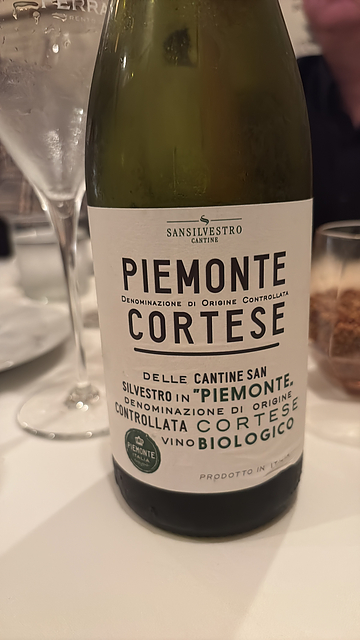 SANSILVESTRO
CANTINE
PIEMONTE
DENOMINAZIONE DI ORIGINE CONTROLLATA
CORTESE
DELLE CANTINE SAN
SILVESTRO IN "PIEMONTE,
DENOMINAZIONE DI ORIGINE
CONTROLLATA CORTESE
VINO BIOLOGICO
PIEMONTE
ITALIA
PRODOTTO IN